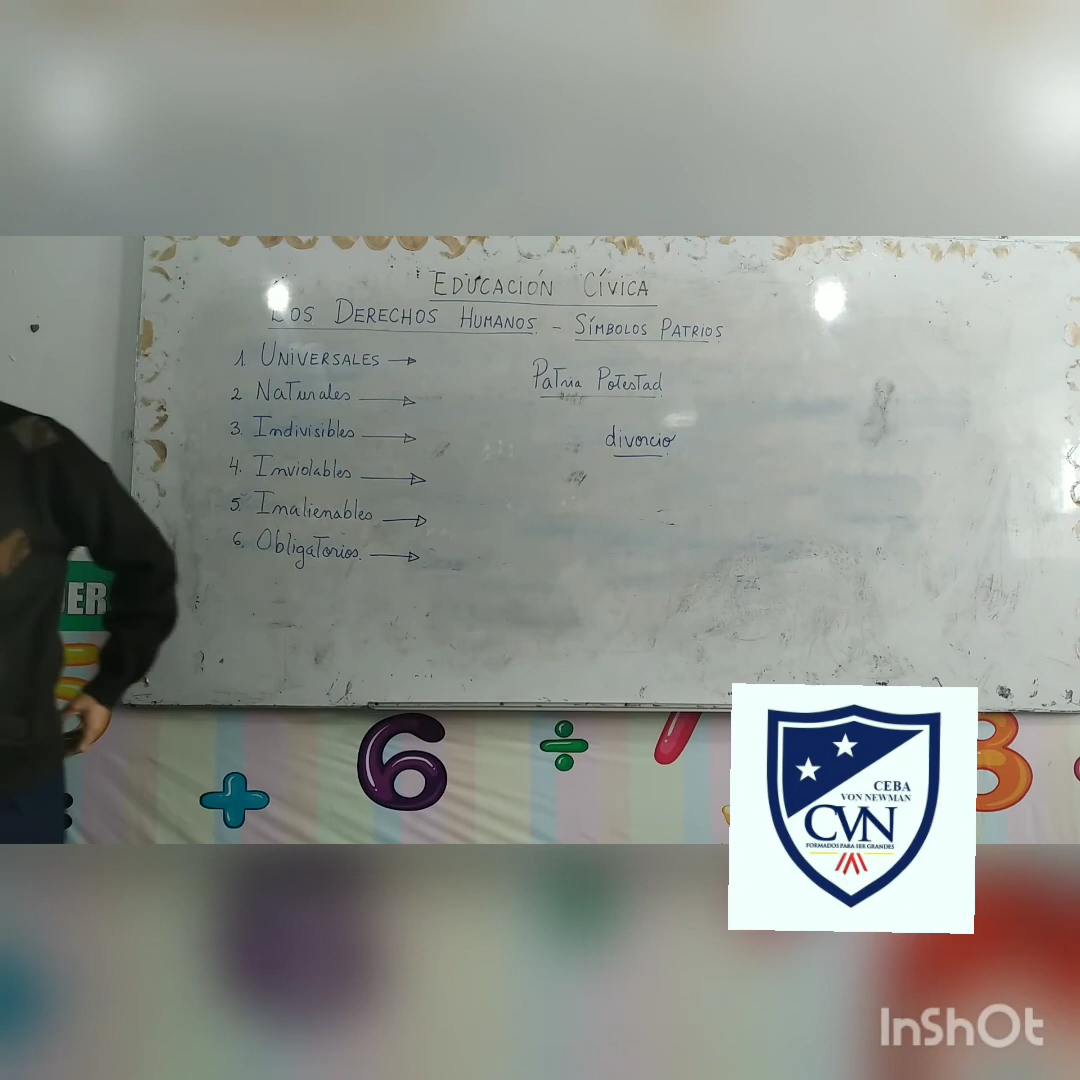 EDUCACIÓN CÍVICA
LOS DERECHOS HUMANOS - SÍMBOLOS PATRIOS
1. UNIVERSALES →
2 Naturales →
3. Indivisibles →
4. Inviolables →
5. Inalienables →
6. Obligatorios. →
Patria Potestad
divorcio
6
÷
+
CEBA
VON NEWMAN
CVN
FORMADOS PARA SER GRANDES
InShOt